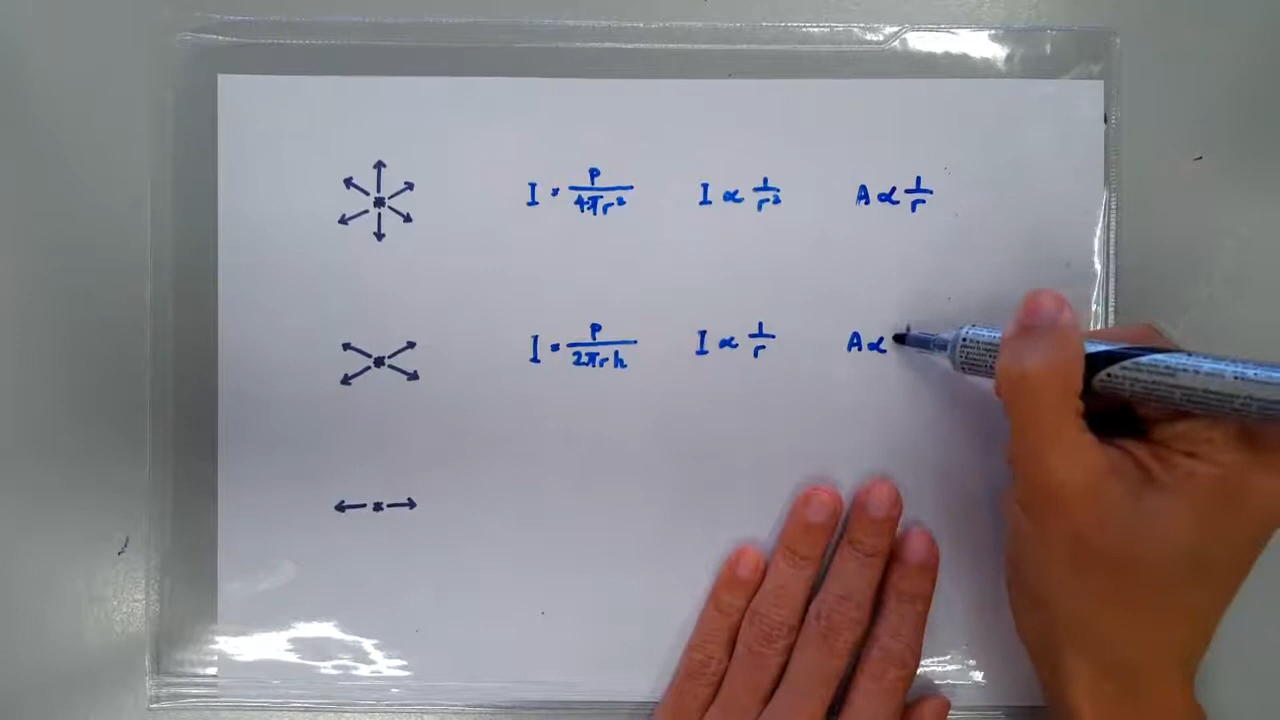 I = P/4πr² I ∝ 1/r² A ∝ 1/r
I = P/2πrh I ∝ 1/r A ∝